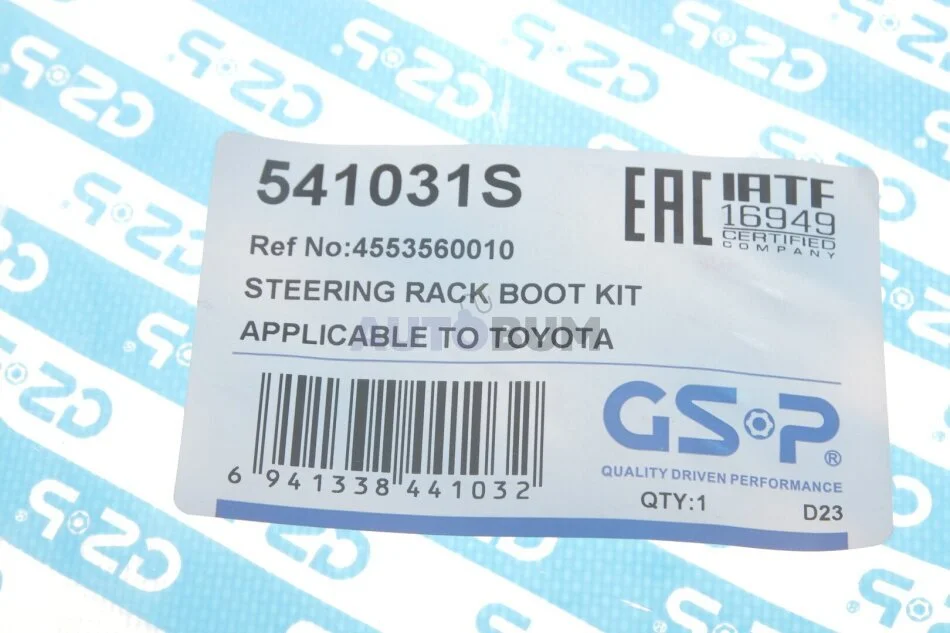 541031S
EAC
IATF
16949
CERTIFIED
COMPANY
Ref No:4553560010
STEERING RACK BOOT KIT
APPLICABLE TO TOYOTA
AUTOBUM
6 941338 441032
GS·P®
QUALITY DRIVEN PERFORMANCE
QTY:1
D23